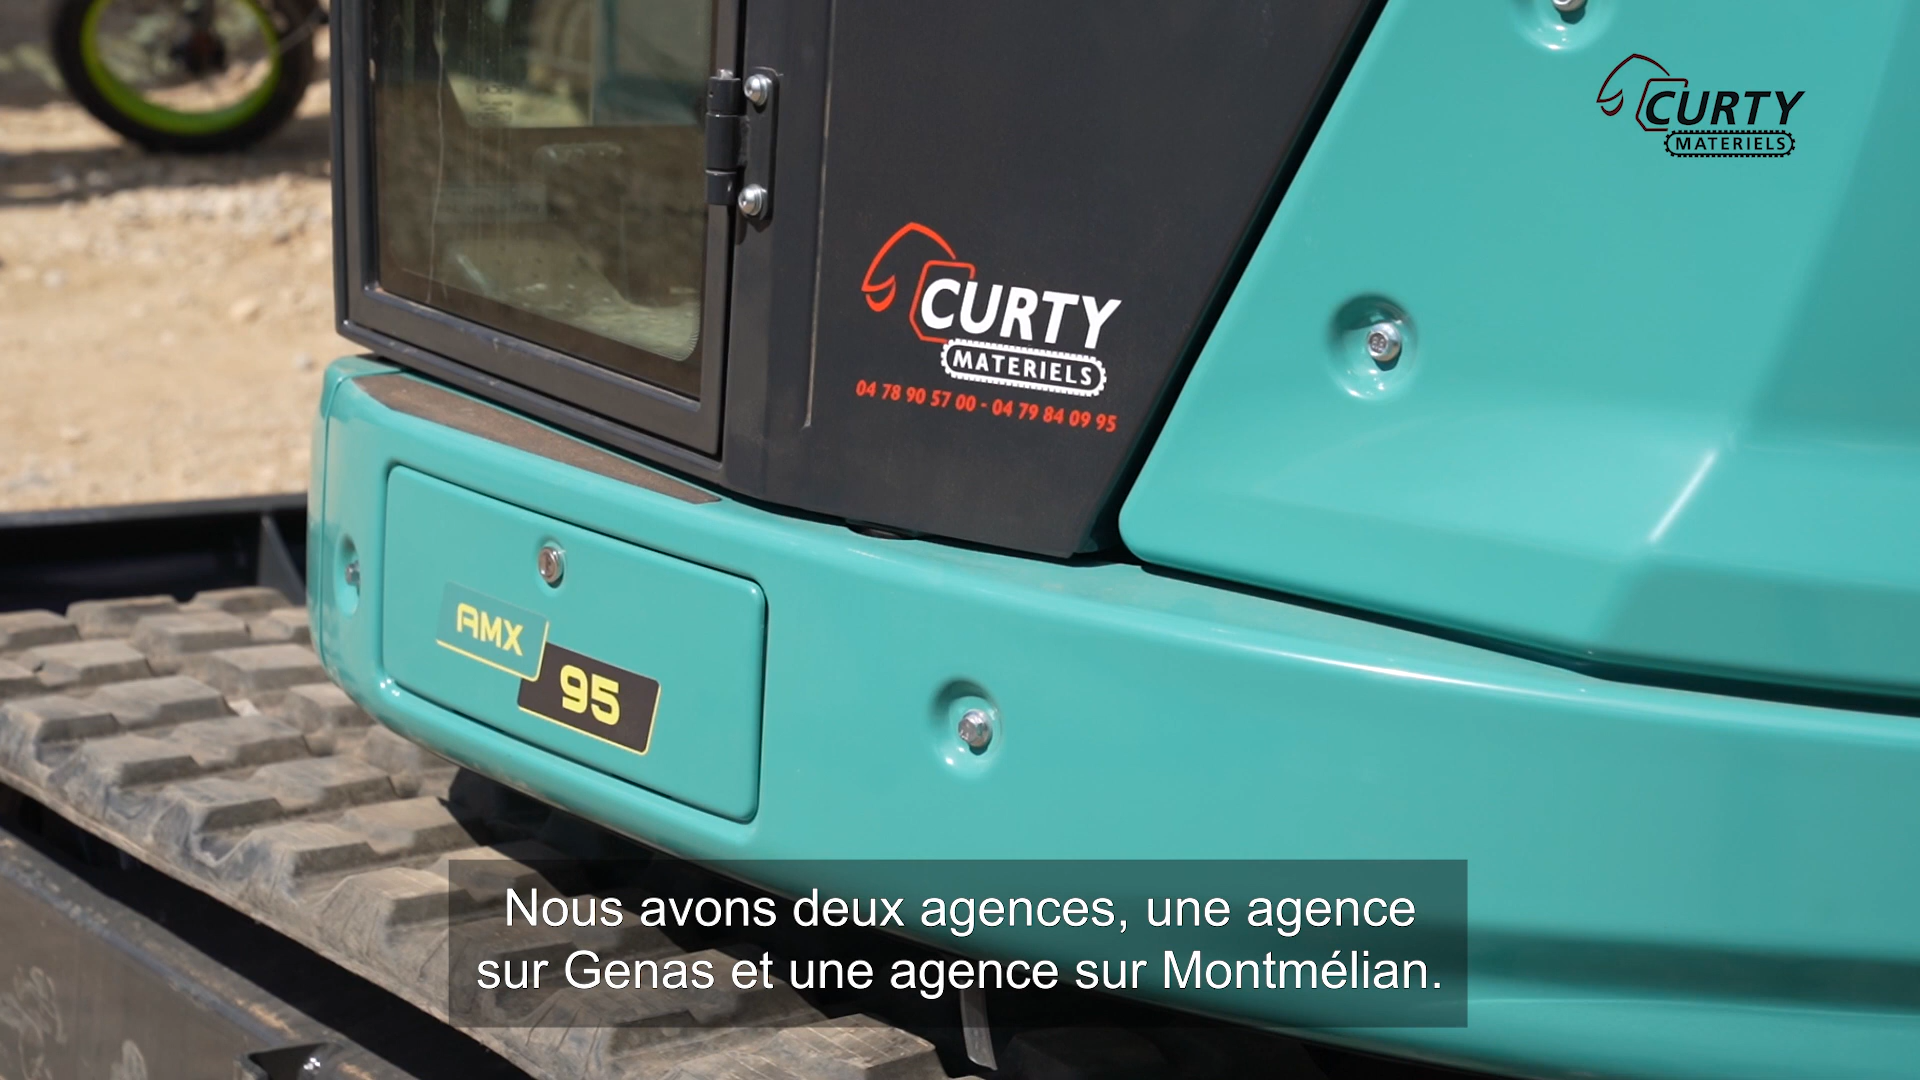 CURTY
MATERIELS
CURTY
MATERIELS
04 78 90 57 00 - 04 79 84 09 95
AMX
95
Nous avons deux agences, une agence
sur Genas et une agence sur Montmélian.